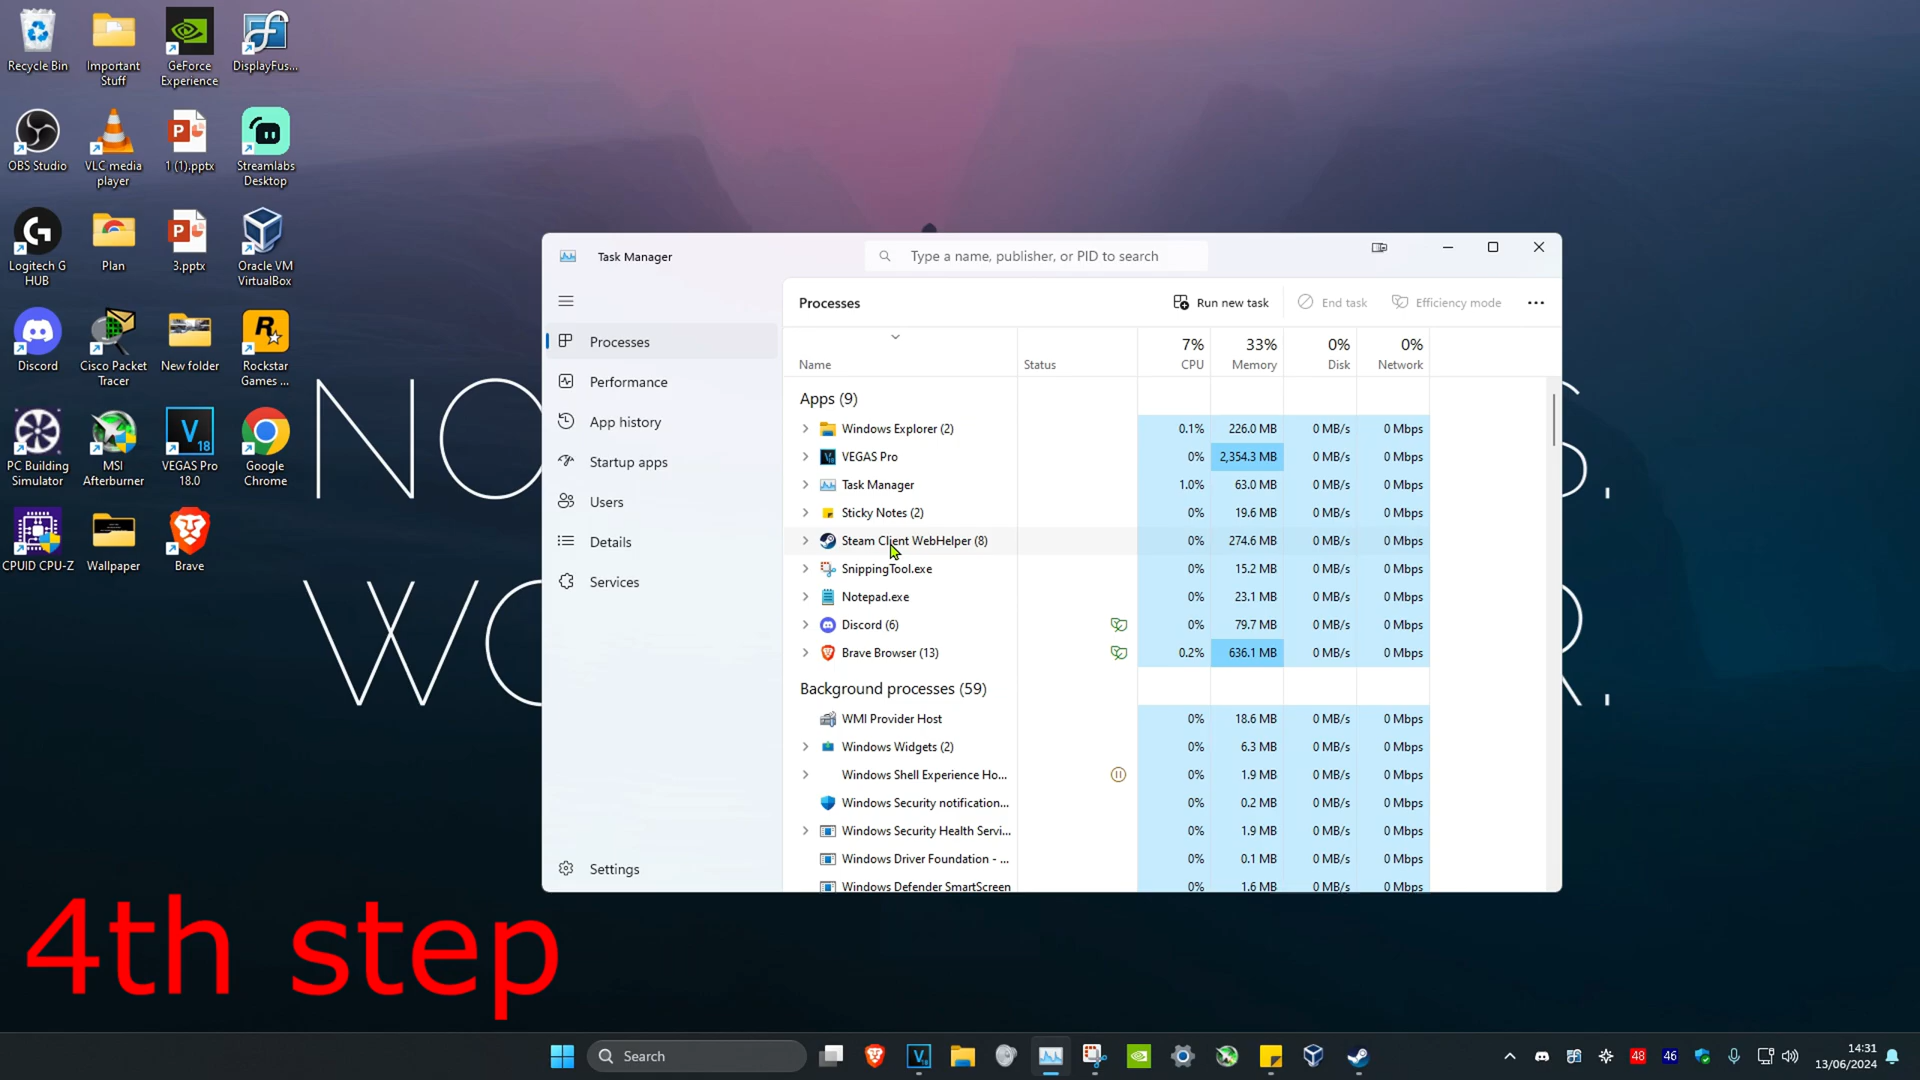 Recycle Bin
Important
Stuff
GeForce
Experience
DisplayFus...
OBS Studio
VLC media
player
1 (1).pptx
Streamlabs
Desktop
Logitech G
HUB
Plan
3.pptx
Oracle VM
VirtualBox
Discord
Cisco Packet
Tracer
New folder
Rockstar
Games ...
PC Building
Simulator
MSI
Afterburner
VEGAS Pro
18.0
Google
Chrome
CPUID CPU-Z
Wallpaper
Brave
Task Manager
Type a name, publisher, or PID to search
Processes
Performance
App history
Startup apps
Users
Details
Services
Settings
Processes
Run new task
End task
Efficiency mode
Name Status 7% CPU 33% Memory 0% Disk 0% Network
Apps (9)
Windows Explorer (2) 0.1% 226.0 MB 0 MB/s 0 Mbps
VEGAS Pro 0% 2,354.3 MB 0 MB/s 0 Mbps
Task Manager 1.0% 63.0 MB 0 MB/s 0 Mbps
Sticky Notes (2) 0% 19.6 MB 0 MB/s 0 Mbps
Steam Client WebHelper (8) 0% 274.6 MB 0 MB/s 0 Mbps
SnippingTool.exe 0% 15.2 MB 0 MB/s 0 Mbps
Notepad.exe 0% 23.1 MB 0 MB/s 0 Mbps
Discord (6) 0% 79.7 MB 0 MB/s 0 Mbps
Brave Browser (13) 0.2% 636.1 MB 0 MB/s 0 Mbps
Background processes (59)
WMI Provider Host 0% 18.6 MB 0 MB/s 0 Mbps
Windows Widgets (2) 0% 6.3 MB 0 MB/s 0 Mbps
Windows Shell Experience Ho... 0% 1.9 MB 0 MB/s 0 Mbps
Windows Security notification... 0% 0.2 MB 0 MB/s 0 Mbps
Windows Security Health Servi... 0% 1.9 MB 0 MB/s 0 Mbps
Windows Driver Foundation - ... 0% 0.1 MB 0 MB/s 0 Mbps
Windows Defender SmartScreen 0% 1.6 MB 0 MB/s 0 Mbps
4th step
Search
48
46
14:31
13/06/2024